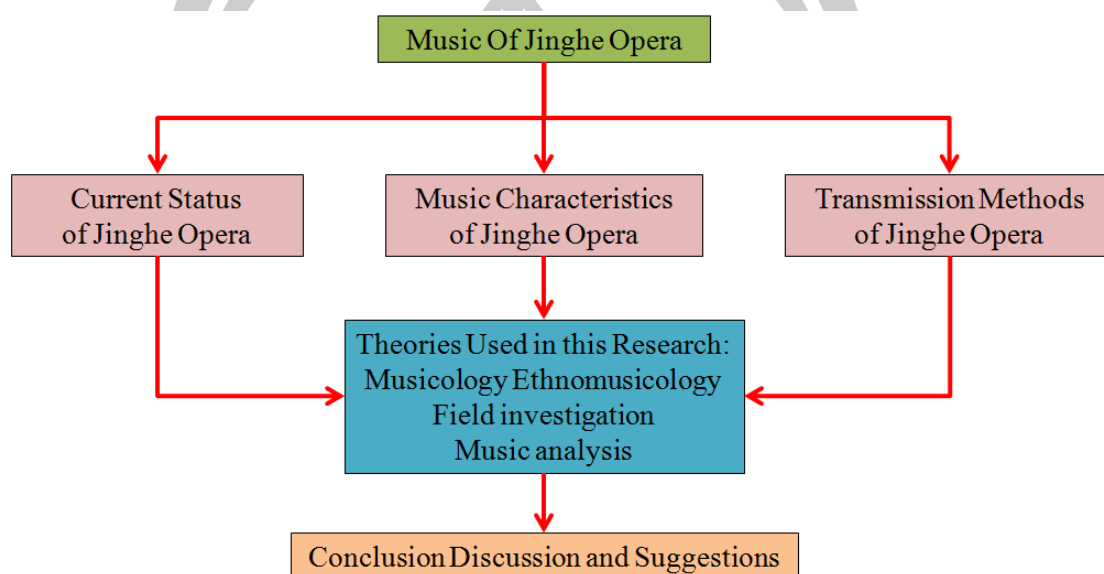 Music Of Jinghe Opera
Current Status
of Jinghe Opera
Music Characteristics
of Jinghe Opera
Transmission Methods
of Jinghe Opera
Theories Used in this Research:
Musicology Ethnomusicology
Field investigation
Music analysis
Conclusion Discussion and Suggestions